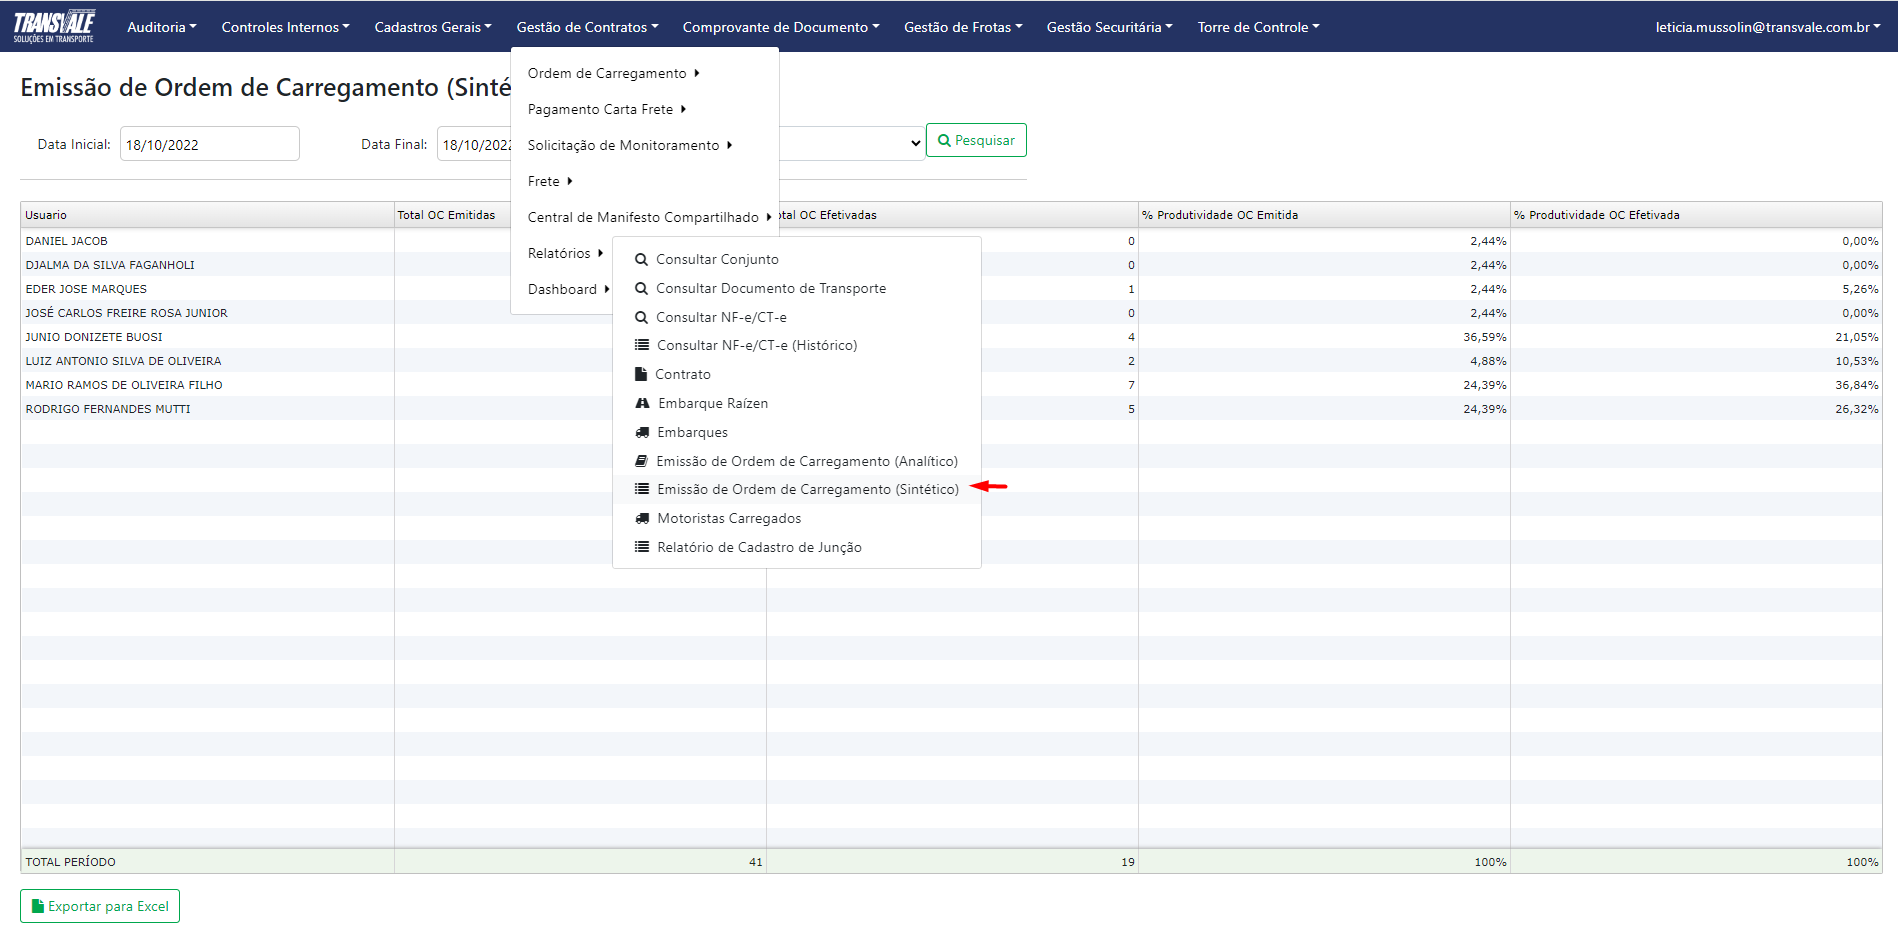 TRANSVALE
SOLUÇÕES EM TRANSPORTE
Auditoria Controles Internos Cadastros Gerais Gestão de Contratos Comprovante de Documento Gestão de Frotas Gestão Securitária Torre de Controle leticia.mussolin@transvale.com.br
Emissão de Ordem de Carregamento (Sinté
Data Inicial: 18/10/2022 Data Final: 18/10/2022 Pesquisar
Ordem de Carregamento
Pagamento Carta Frete
Solicitação de Monitoramento
Frete
Central de Manifesto Compartilhado
Relatórios
Dashboard
Consultar Conjunto
Consultar Documento de Transporte
Consultar NF-e/CT-e
Consultar NF-e/CT-e (Histórico)
Contrato
Embarque Raízen
Embarques
Emissão de Ordem de Carregamento (Analítico)
Emissão de Ordem de Carregamento (Sintético)
Motoristas Carregados
Relatório de Cadastro de Junção
Usuario Total OC Emitidas otal OC Efetivadas % Produtividade OC Emitida % Produtividade OC Efetivada
DANIEL JACOB 0 2,44% 0,00%
DJALMA DA SILVA FAGANHOLI 0 2,44% 0,00%
EDER JOSE MARQUES 1 2,44% 5,26%
JOSÉ CARLOS FREIRE ROSA JUNIOR 0 2,44% 0,00%
JUNIO DONIZETE BUOSI 4 36,59% 21,05%
LUIZ ANTONIO SILVA DE OLIVEIRA 2 4,88% 10,53%
MARIO RAMOS DE OLIVEIRA FILHO 7 24,39% 36,84%
RODRIGO FERNANDES MUTTI 5 24,39% 26,32%
TOTAL PERÍODO 41 19 100% 100%
Exportar para Excel